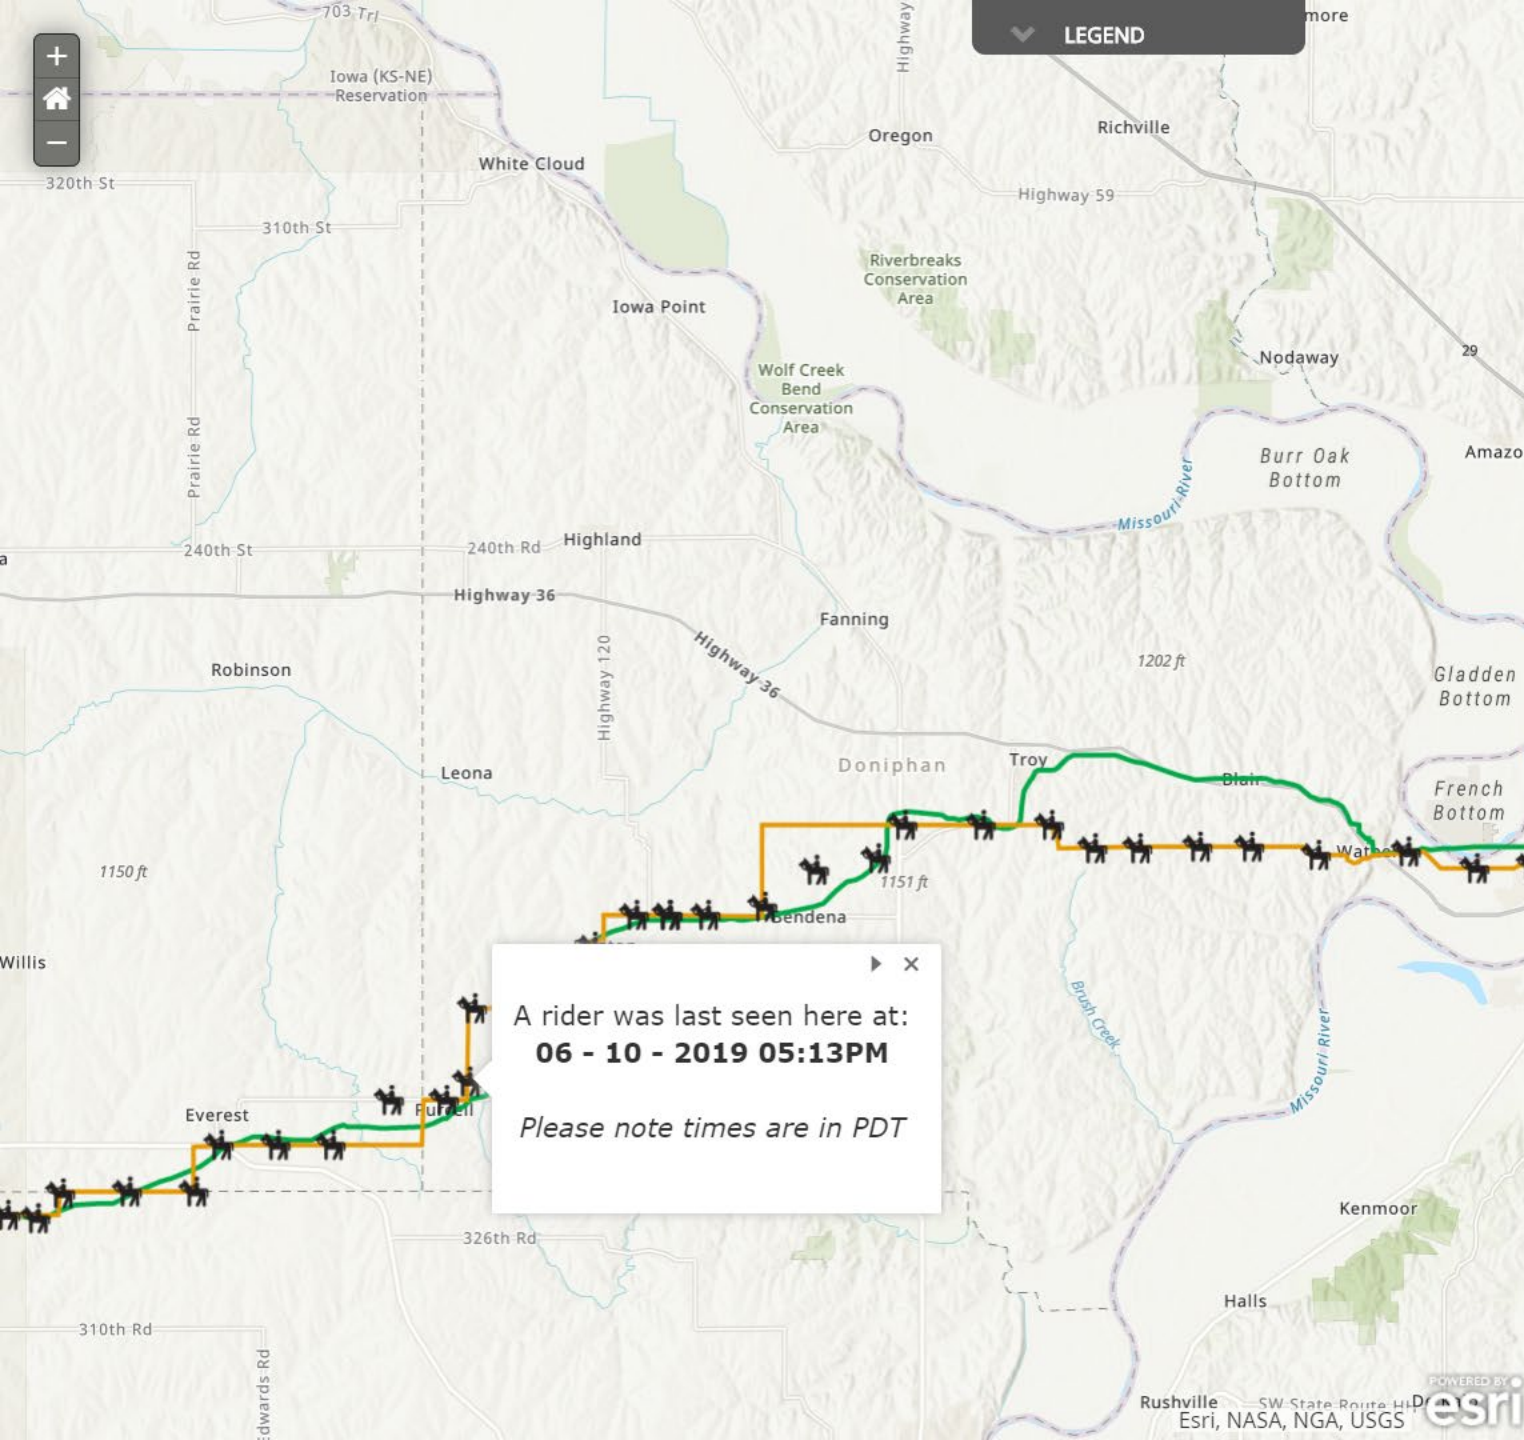 703 Trl
Highway
more
LEGEND
+
Iowa (KS-NE)
Reservation
−
Oregon
Richville
White Cloud
320th St
Highway 59
310th St
Prairie Rd
Riverbreaks
Conservation
Area
Iowa Point
Nodaway
29
Wolf Creek
Bend
Conservation
Area
Prairie Rd
Burr Oak
Bottom
Amazo
Missouri River
240th St
240th Rd
Highland
a
Highway 36
Fanning
Highway 36
Highway 120
1202 ft
Robinson
Gladden
Bottom
Leona
Doniphan
Troy
Blair
French
Bottom
1150 ft
1151 ft
Bendena
Willis
A rider was last seen here at:
06 - 10 - 2019 05:13PM
Please note times are in PDT
Brush Creek
Missouri River
Everest
Purcell
326th Rd
Kenmoor
Halls
310th Rd
Edwards Rd
Rushville
SW State Route H
POWERED BY
esri
Esri, NASA, NGA, USGS